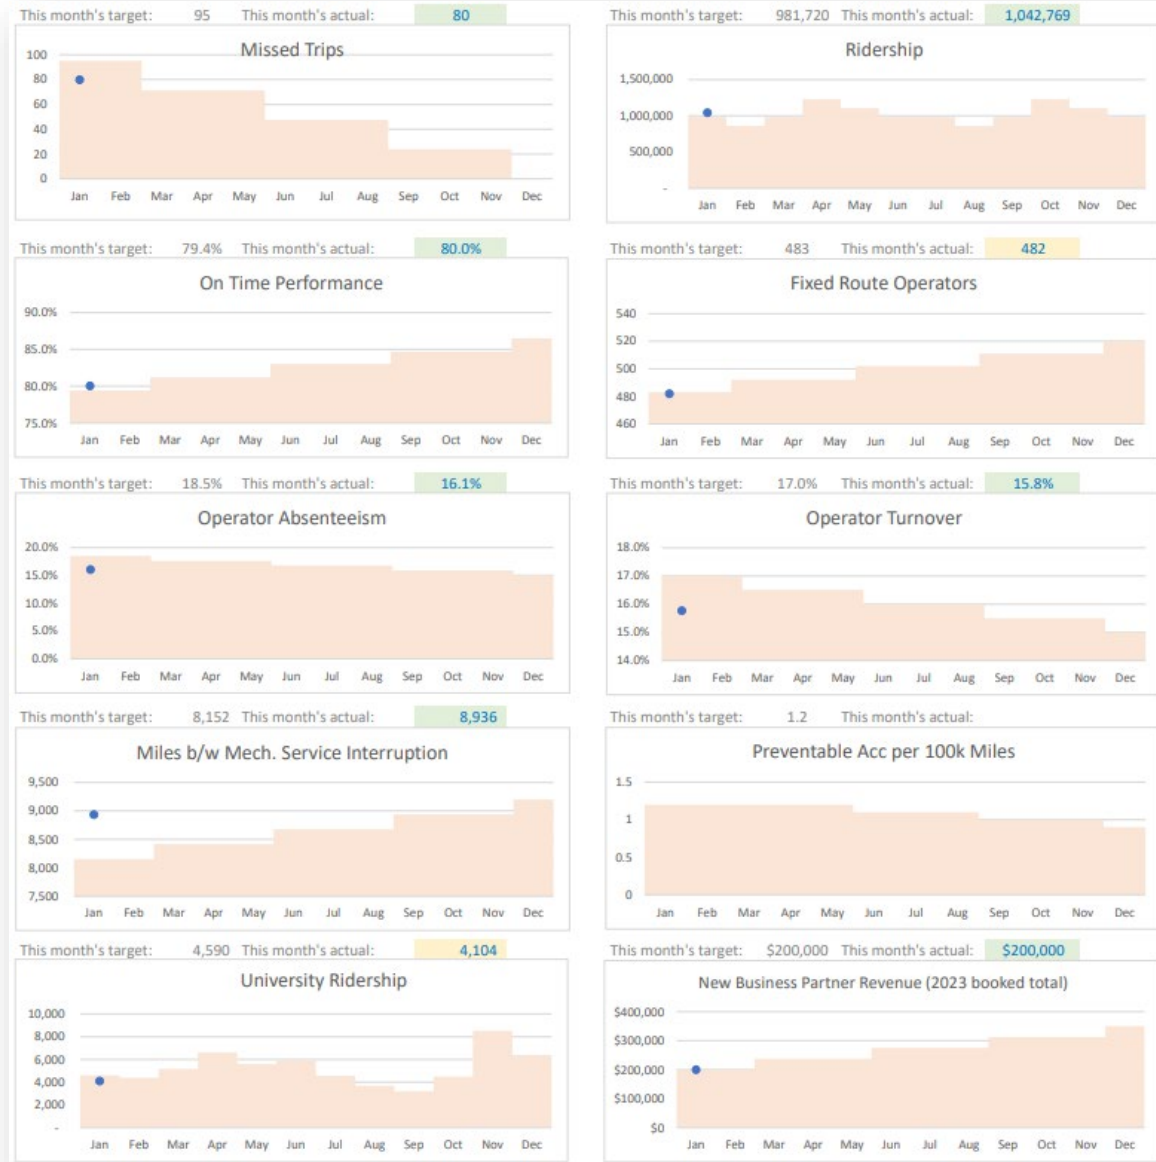 This month's target: 95 This month's actual: 80
Missed Trips
100
80
60
40
20
0
Jan Feb Mar Apr May Jun Jul Aug Sep Oct Nov Dec
This month's target: 981,720 This month's actual: 1,042,769
Ridership
1,500,000
1,000,000
500,000
-
Jan Feb Mar Apr May Jun Jul Aug Sep Oct Nov Dec
This month's target: 79.4% This month's actual: 80.0%
On Time Performance
90.0%
85.0%
80.0%
75.0%
Jan Feb Mar Apr May Jun Jul Aug Sep Oct Nov Dec
This month's target: 483 This month's actual: 482
Fixed Route Operators
540
520
500
480
460
Jan Feb Mar Apr May Jun Jul Aug Sep Oct Nov Dec
This month's target: 18.5% This month's actual: 16.1%
Operator Absenteeism
20.0%
15.0%
10.0%
5.0%
0.0%
Jan Feb Mar Apr May Jun Jul Aug Sep Oct Nov Dec
This month's target: 17.0% This month's actual: 15.8%
Operator Turnover
18.0%
17.0%
16.0%
15.0%
14.0%
Jan Feb Mar Apr May Jun Jul Aug Sep Oct Nov Dec
This month's target: 8,152 This month's actual: 8,936
Miles b/w Mech. Service Interruption
9,500
9,000
8,500
8,000
7,500
Jan Feb Mar Apr May Jun Jul Aug Sep Oct Nov Dec
This month's target: 1.2 This month's actual:
Preventable Acc per 100k Miles
1.5
1
0.5
0
Jan Feb Mar Apr May Jun Jul Aug Sep Oct Nov Dec
This month's target: 4,590 This month's actual: 4,104
University Ridership
10,000
8,000
6,000
4,000
2,000
-
Jan Feb Mar Apr May Jun Jul Aug Sep Oct Nov Dec
This month's target: $200,000 This month's actual: $200,000
New Business Partner Revenue (2023 booked total)
$400,000
$300,000
$200,000
$100,000
$0
Jan Feb Mar Apr May Jun Jul Aug Sep Oct Nov Dec